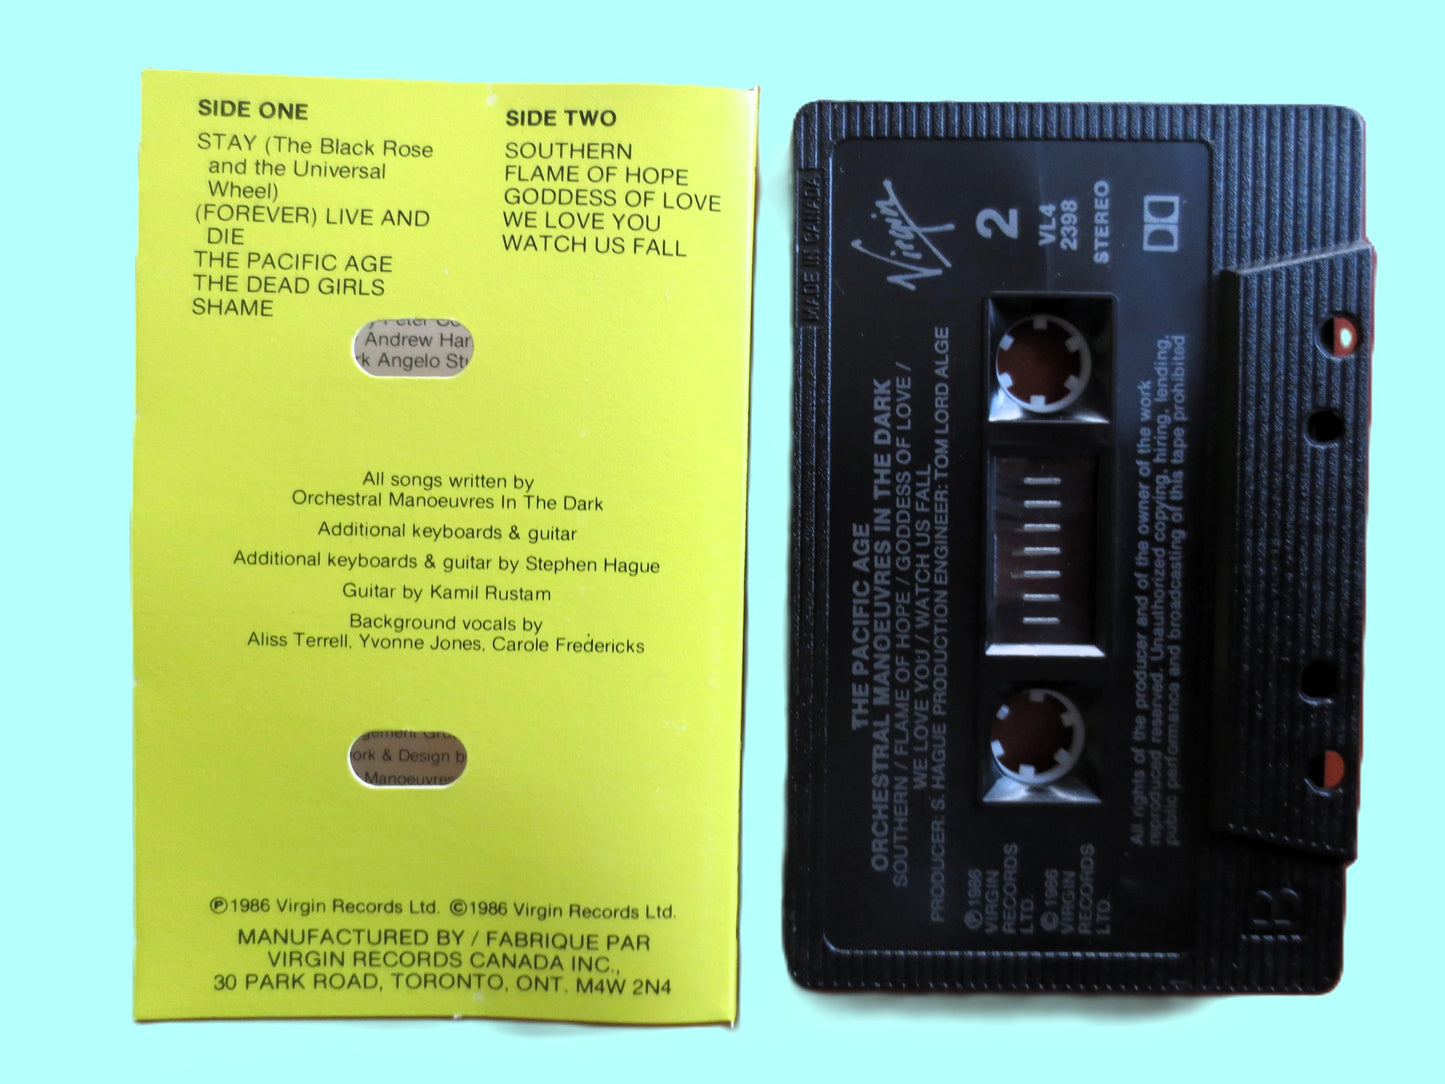 SIDE ONE
STAY (The Black Rose
and the Universal
Wheel)
(FOREVER) LIVE AND
DIE
THE PACIFIC AGE
THE DEAD GIRLS
SHAME
SIDE TWO
SOUTHERN
FLAME OF HOPE
GODDESS OF LOVE
WE LOVE YOU
WATCH US FALL
Peter
Andrew
Angelo
All songs written by
Orchestral Manoeuvres In The Dark
Additional keyboards & guitar
Additional keyboards & guitar by Stephen Hague
Guitar by Kamil Rustam
Background vocals by
Aliss Terrell, Yvonne Jones, Carole Fredericks
& Design
Manoeuvres
℗1986 Virgin Records Ltd. ©1986 Virgin Records Ltd.
MANUFACTURED BY / FABRIQUE PAR
VIRGIN RECORDS CANADA INC.,
30 PARK ROAD, TORONTO, ONT. M4W 2N4
MADE IN CANADA
Virgin
2
VL4
2398
STEREO
THE PACIFIC AGE
ORCHESTRAL MANOEUVRES IN THE DARK
SOUTHERN / FLAME OF HOPE / GODDESS OF LOVE /
WE LOVE YOU / WATCH US FALL
PRODUCER: S. HAGUE PRODUCTION ENGINEER: TOM LORD ALGE
℗ 1986
VIRGIN
RECORDS
LTD.
© 1986
VIRGIN
RECORDS
LTD.
All rights of the producer and of the owner of the work
reproduced reserved. Unauthorized copying, hiring, lending,
public performance and broadcasting of this tape prohibited
B